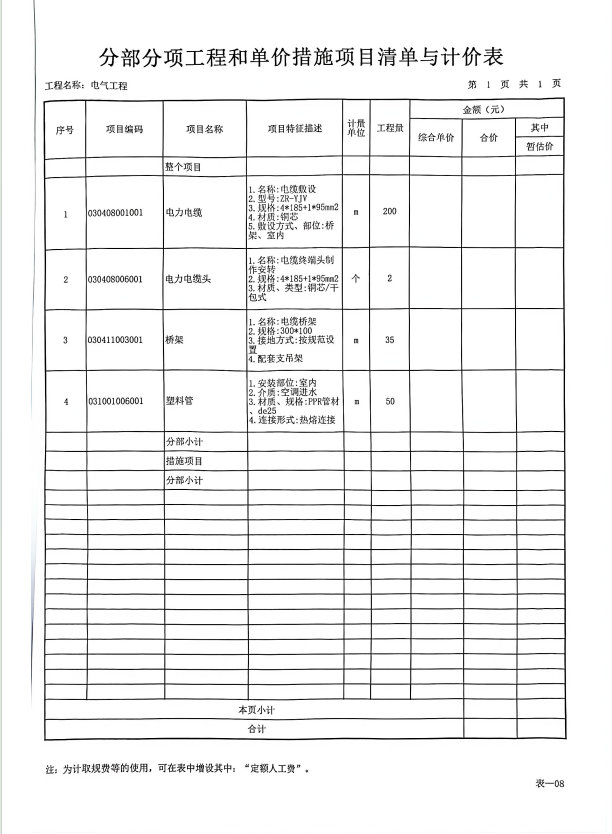 分部分项工程和单价措施项目清单与计价表
工程名称：电气工程
第 1 页 共 1 页
序号 项目编码 项目名称 项目特征描述 计量单位 工程量 金额（元）
综合单价 合价 其中
暂估价
整个项目
1 030408001001 电力电缆 1.名称:电缆敷设
2.型号:ZR-YJV
3.规格:4*185+1*95mm2
4.材质:铜芯
5.敷设方式、部位:桥
架、室内
m 200
2 030408006001 电力电缆头 1.名称:电缆终端头制
作安转
2.规格:4*185+1*95mm2
3.材质、类型:铜芯/干
包式
个 2
3 030411003001 桥架 1.名称:电缆桥架
2.规格:300*100
3.接地方式:按规范设
置
4.配套支吊架
m 35
4 031001006001 塑料管 1.安装部位:室内
2.介质:空调进水
3.材质、规格:PPR管材
、de25
4.连接形式:热熔连接
m 50
分部小计
措施项目
分部小计
本页小计
合计
注：为计取规费等的使用，可在表中增设其中：“定额人工费”。
表—08